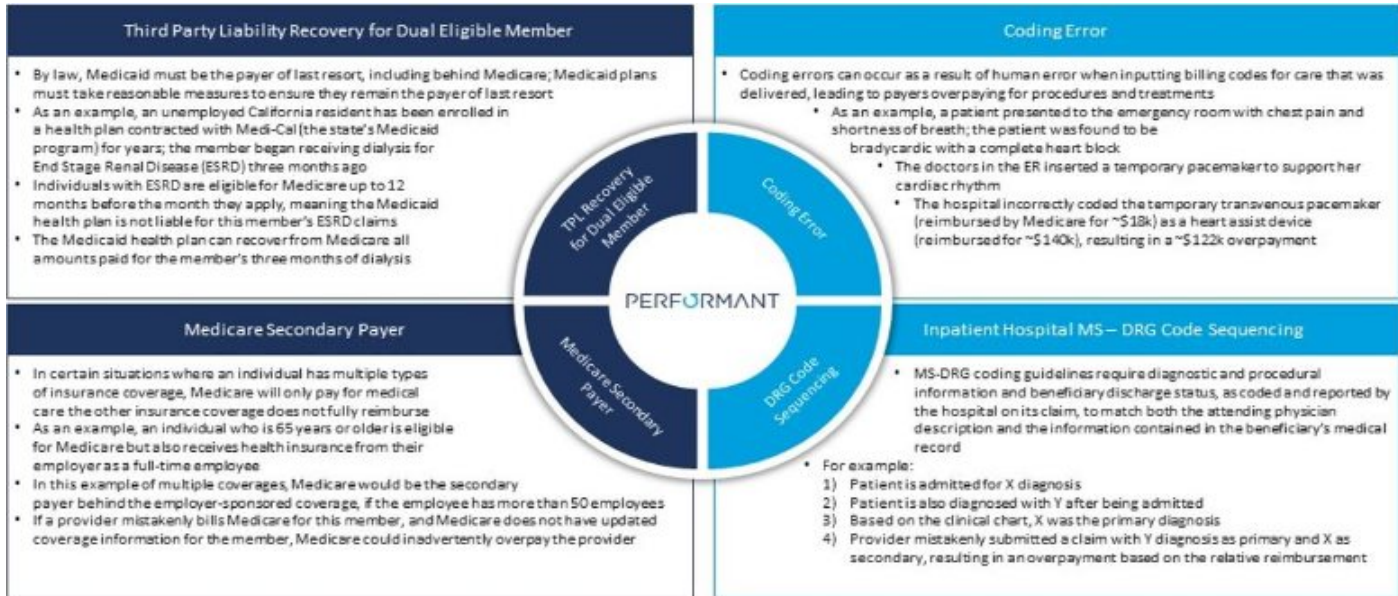 Third Party Liability Recovery for Dual Eligible Member
• By law, Medicaid must be the payer of last resort, including behind Medicare; Medicaid plans
must take reasonable measures to ensure they remain the payer of last resort
• As an example, an unemployed California resident has been enrolled in
a health plan contracted with Medi-Cal (the state's Medicaid
program) for years; the member began receiving dialysis for
End Stage Renal Disease (ESRD) three months ago
• Individuals with ESRD are eligible for Medicare up to 12
months before the month they apply, meaning the Medicaid
health plan is not liable for this member's ESRD claims
• The Medicaid health plan can recover from Medicare all
amounts paid for the member's three months of dialysis
Coding Error
• Coding errors can occur as a result of human error when inputting billing codes for care that was
delivered, leading to payers overpaying for procedures and treatments
• As an example, a patient presented to the emergency room with chest pain and
shortness of breath; the patient was found to be
bradycardic with a complete heart block
• The doctors in the ER inserted a temporary pacemaker to support her
cardiac rhythm
• The hospital incorrectly coded the temporary transvenous pacemaker
(reimbursed by Medicare for ~$18k) as a heart assist device
(reimbursed for ~$140k), resulting in a ~$122k overpayment
TPL Recovery
for Dual Eligible
Member
Coding Error
PERFORMANT
Medicare Secondary
Payer
DRG Code
Sequencing
Medicare Secondary Payer
• In certain situations where an individual has multiple types
of insurance coverage, Medicare will only pay for medical
care the other insurance coverage does not fully reimburse
• As an example, an individual who is 65 years or older is eligible
for Medicare but also receives health insurance from their
employer as a full-time employee
• In this example of multiple coverages, Medicare would be the secondary
payer behind the employer-sponsored coverage, if the employee has more than 50 employees
• If a provider mistakenly bills Medicare for this member, and Medicare does not have updated
coverage information for the member, Medicare could inadvertently overpay the provider
Inpatient Hospital MS – DRG Code Sequencing
• MS-DRG coding guidelines require diagnostic and procedural
information and beneficiary discharge status, as coded and reported by
the hospital on its claim, to match both the attending physician
description and the information contained in the beneficiary's medical
record
• For example:
1) Patient is admitted for X diagnosis
2) Patient is also diagnosed with Y after being admitted
3) Based on the clinical chart, X was the primary diagnosis
4) Provider mistakenly submitted a claim with Y diagnosis as primary and X as
secondary, resulting in an overpayment based on the relative reimbursement